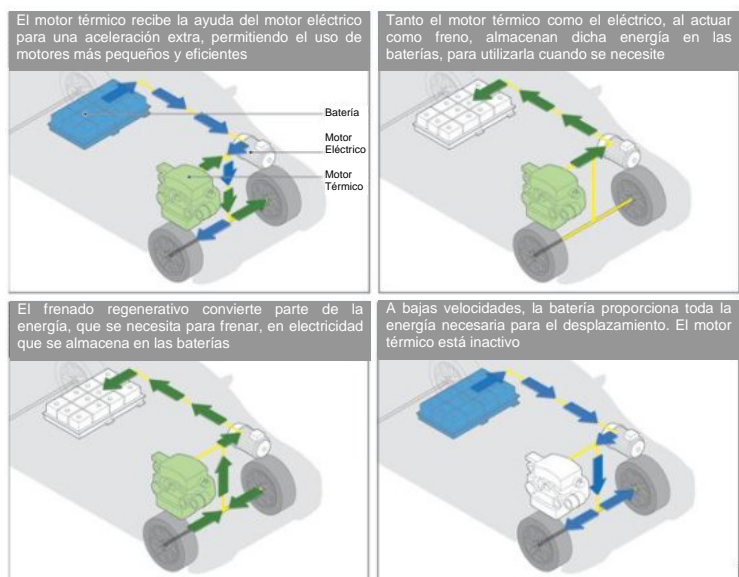 El motor térmico recibe la ayuda del motor eléctrico
para una aceleración extra, permitiendo el uso de
motores más pequeños y eficientes
Batería
Motor
Eléctrico
Motor
Térmico
Tanto el motor térmico como el eléctrico, al actuar
como freno, almacenan dicha energía en las
baterías, para utilizarla cuando se necesite
El frenado regenerativo convierte parte de la
energía, que se necesita para frenar, en electricidad
que se almacena en las baterías
A bajas velocidades, la batería proporciona toda la
energía necesaria para el desplazamiento. El motor
térmico está inactivo